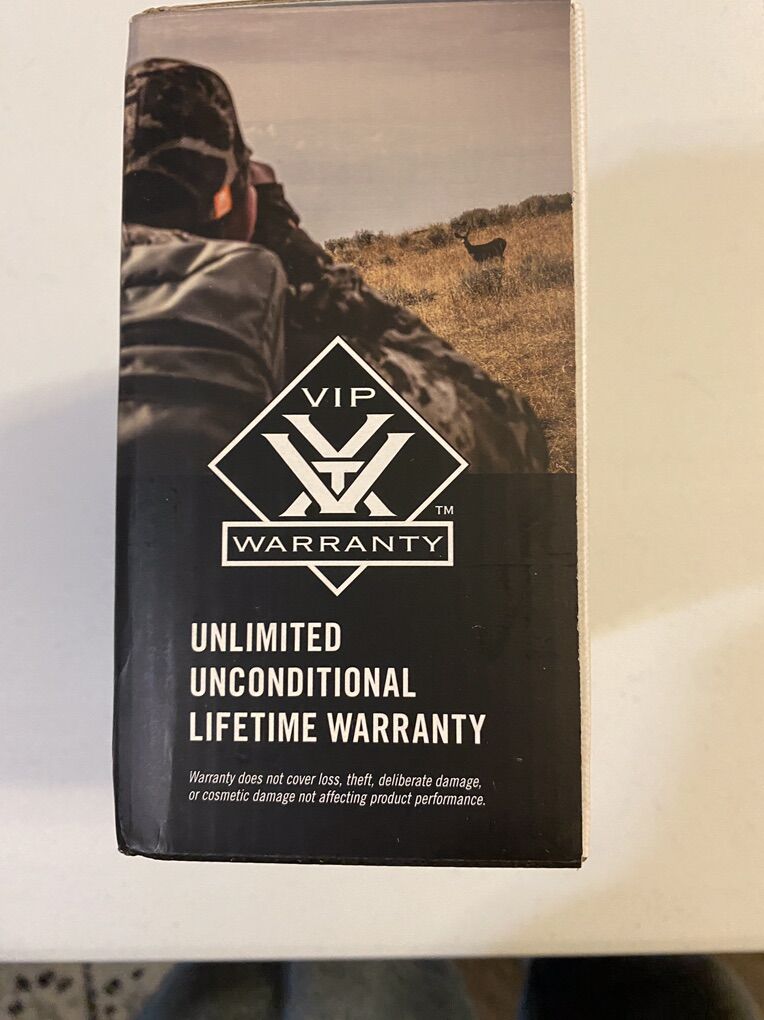 VIP
VTX
TM
WARRANTY
UNLIMITED
UNCONDITIONAL
LIFETIME WARRANTY
Warranty does not cover loss, theft, deliberate damage,
or cosmetic damage not affecting product performance.